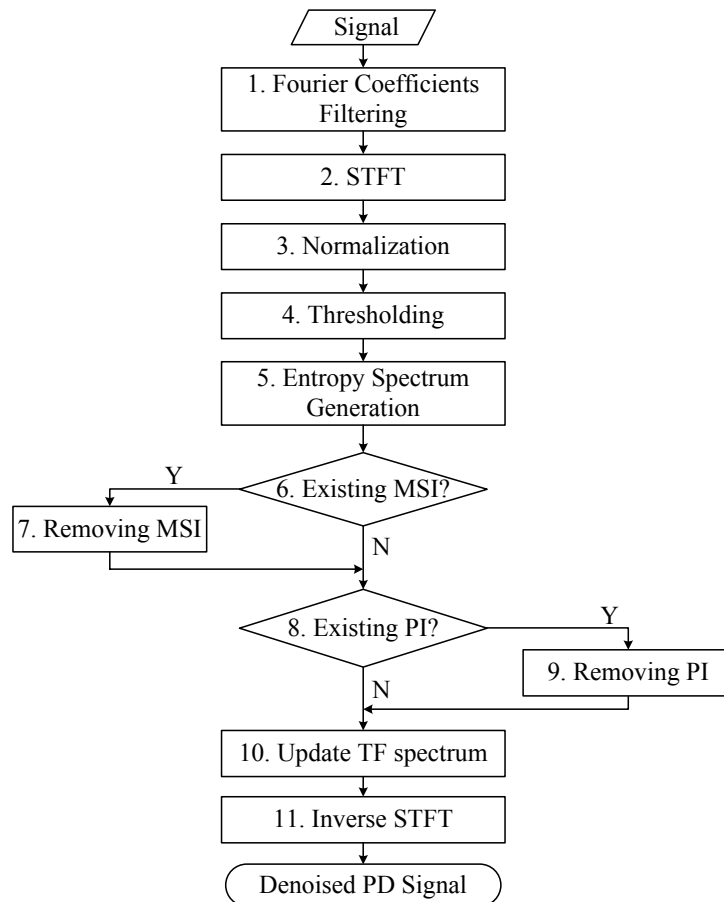 Signal
1. Fourier Coefficients
Filtering
2. STFT
3. Normalization
4. Thresholding
5. Entropy Spectrum
Generation
Y
6. Existing MSI?
7. Removing MSI
N
8. Existing PI?
Y
9. Removing PI
N
10. Update TF spectrum
11. Inverse STFT
Denoised PD Signal